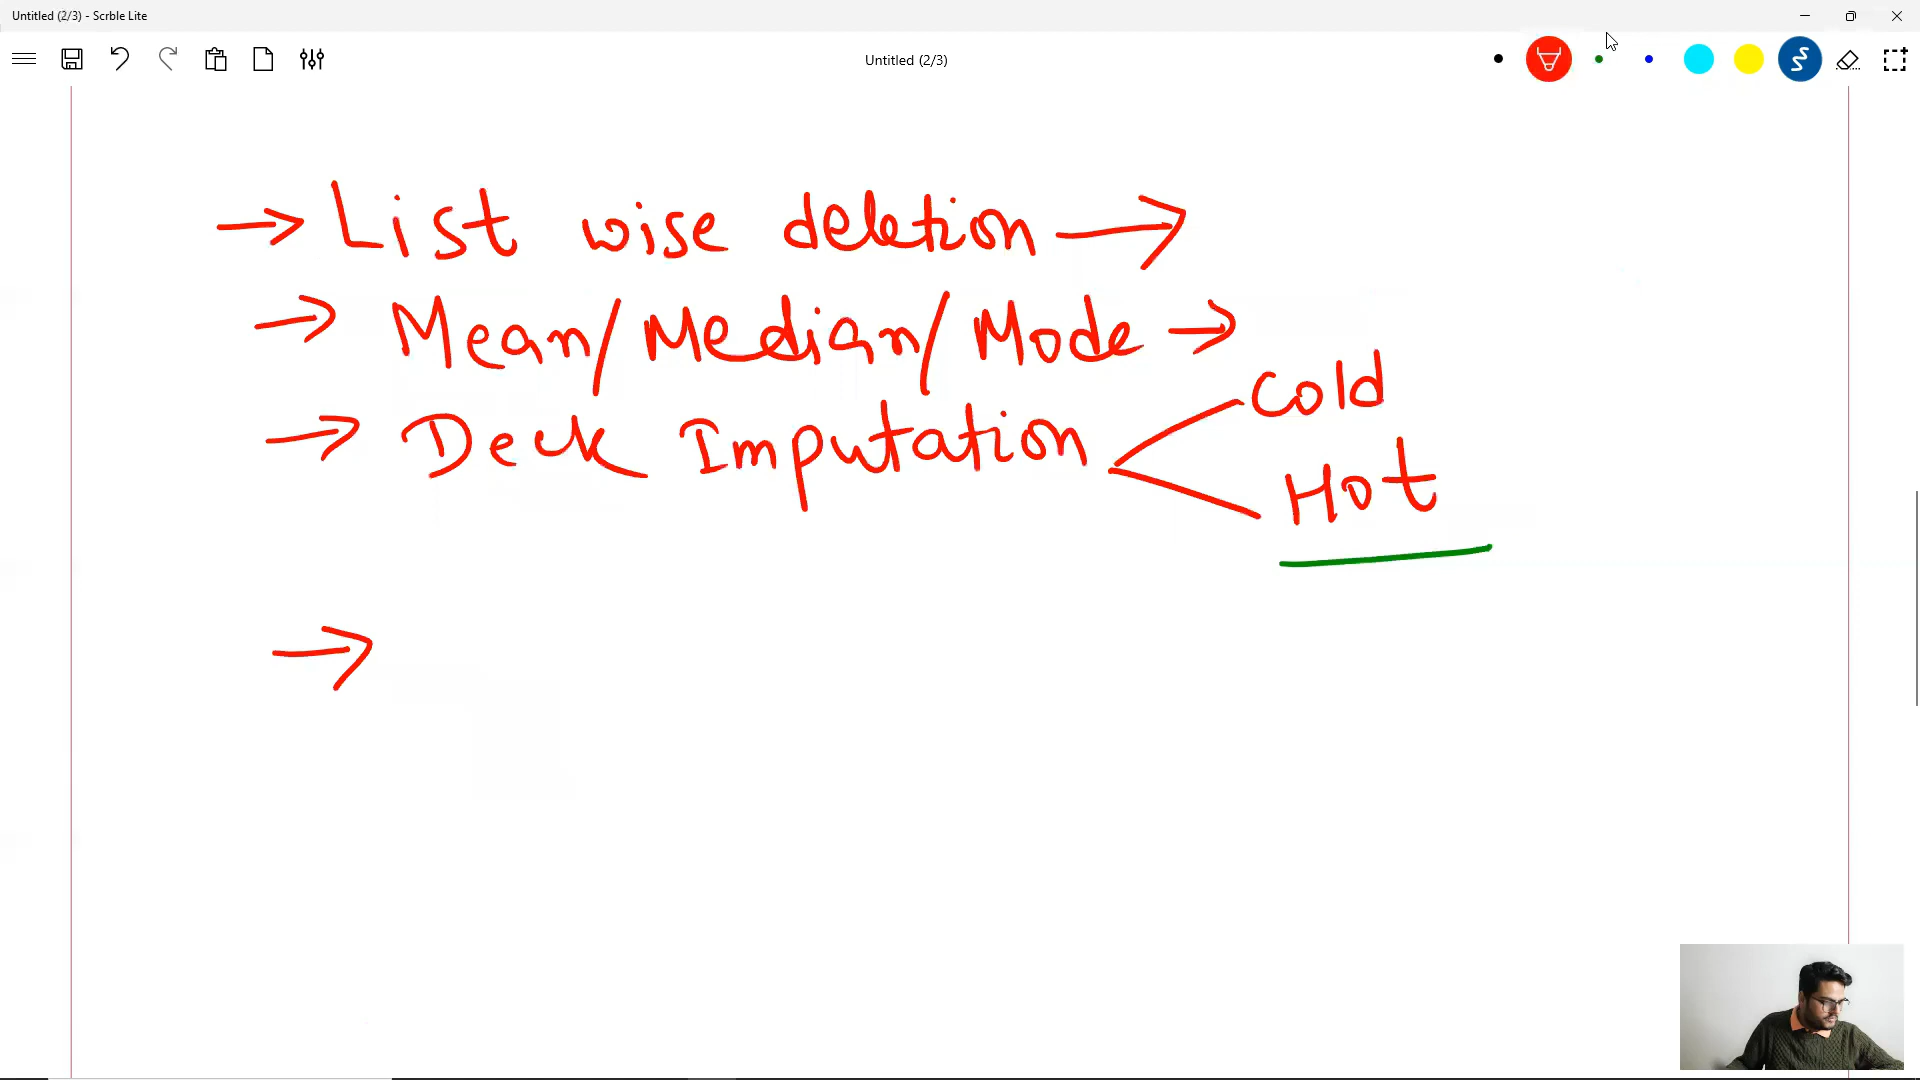 Untitled (2/3) - Scrble Lite
Untitled (2/3)
→ List wise deletion →
→ Mean/Median/Mode →
→ Deck Imputation
Cold
Hot
→